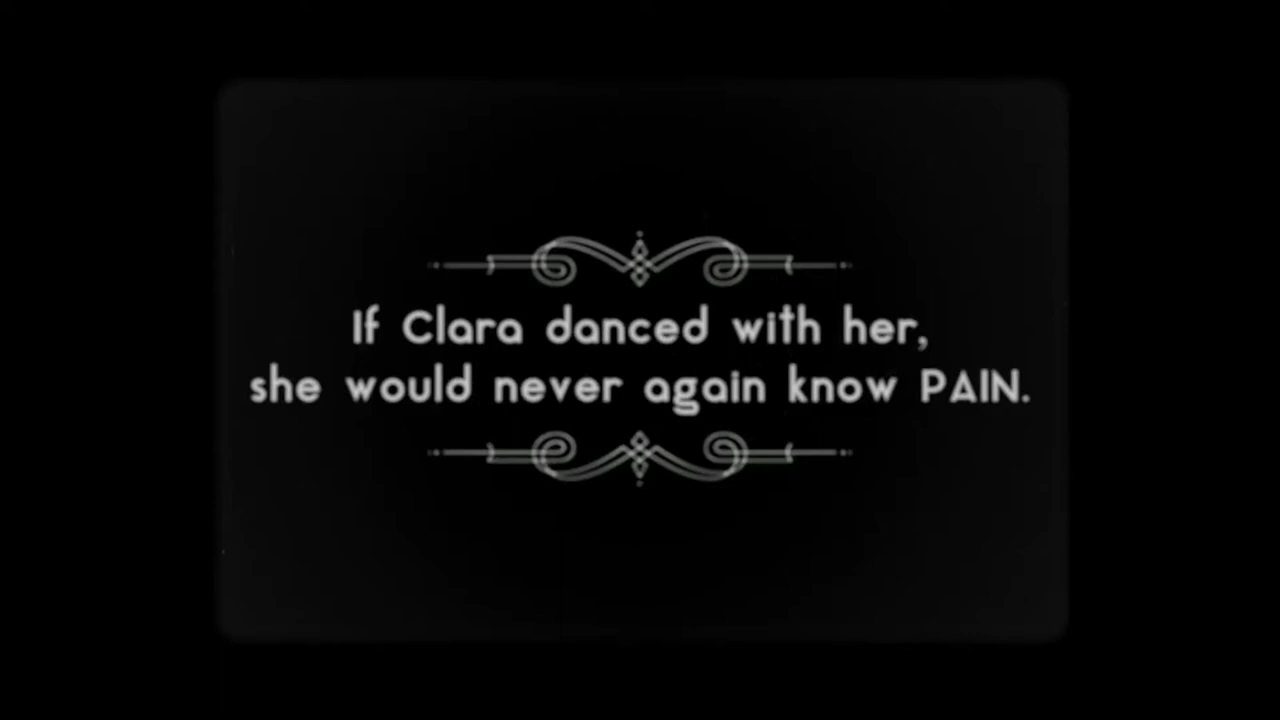 If Clara danced with her,
she would never again know PAIN.